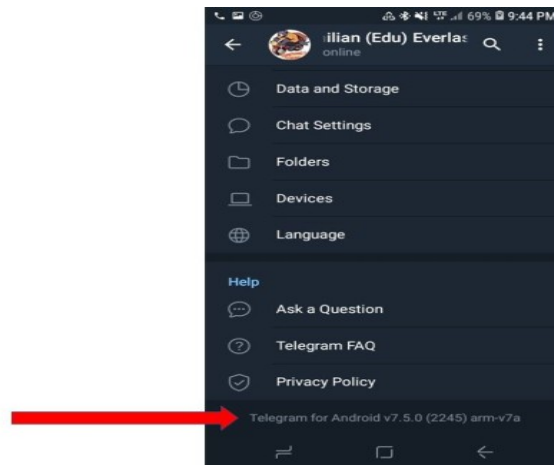 69% 9:44 PM
ilian (Edu) Everlas
online
Data and Storage
Chat Settings
Folders
Devices
Language
Help
Ask a Question
Telegram FAQ
Privacy Policy
Telegram for Android v7.5.0 (2245) arm-v7a